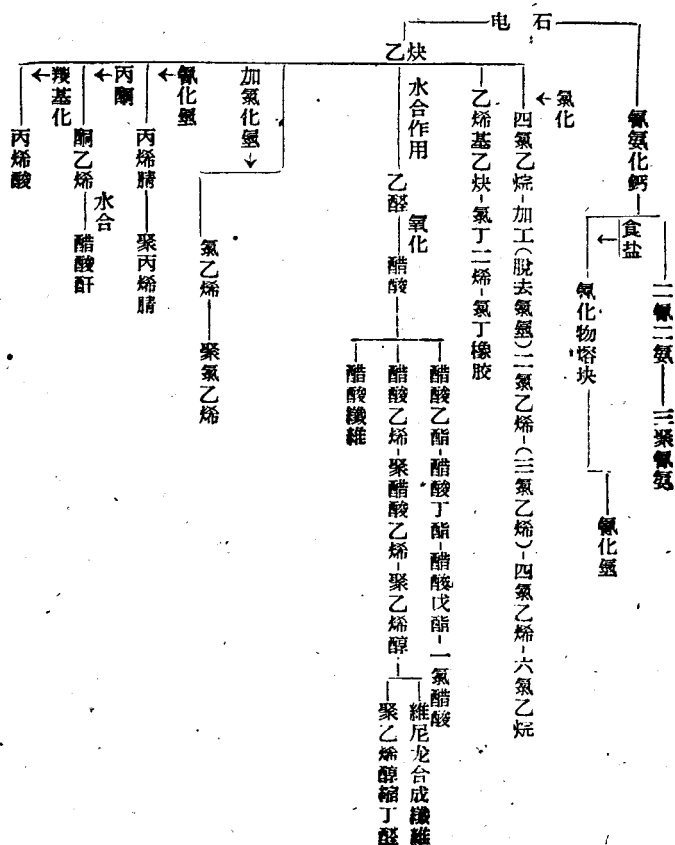 电石
乙炔
氰氨化鈣
食盐
二氰二氨
三聚氰氨
氰化物熔块
氰化氫
氯化
四氯乙烷-加工(脫去氯氫)二氯乙烯-(三氯乙烯)-四氯乙烯-六氯乙烷
乙烯基乙炔-氯丁二烯-氯丁橡胶
水合作用
乙醛
氧化
醋酸
醋酸乙酯-醋酸丁酯-醋酸戊酯-一氯醋酸
醋酸乙烯-聚醋酸乙烯-聚乙烯醇
維尼龙合成纖維
聚乙烯醇縮丁醛
醋酸纖維
加氯化氫
氯乙烯
聚氯乙烯
氰化氫
丙烯腈
聚丙烯腈
丙酮
酮乙烯
水合
醋酸酐
羰基化
丙烯酸